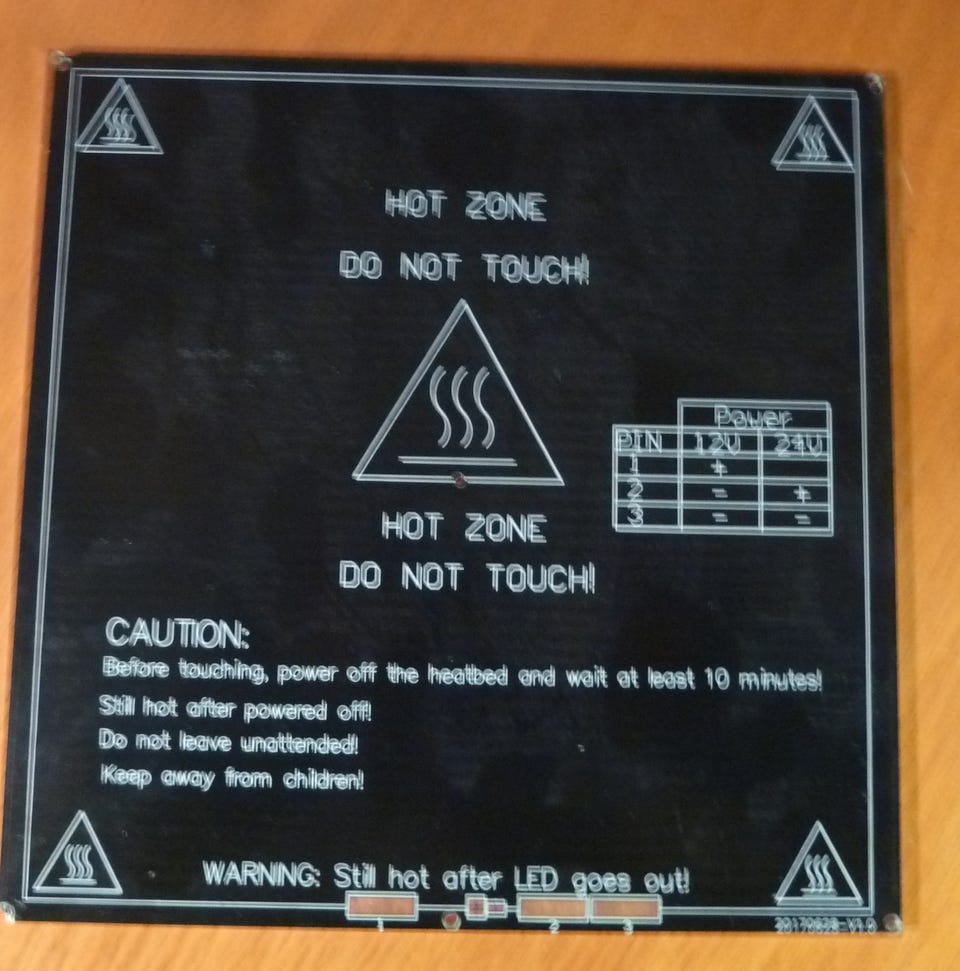 HOT ZONE
DO NOT TOUCH!
Power
PIN 12V 24V
1 +
2 - +
3 - -
HOT ZONE
DO NOT TOUCH!
CAUTION:
Before touching, power off the heatbed and wait at least 10 minutes!
Still hot after powered off!
Do not leave unattended!
Keep away from children!
WARNING: Still hot after LED goes out!
1 2 3